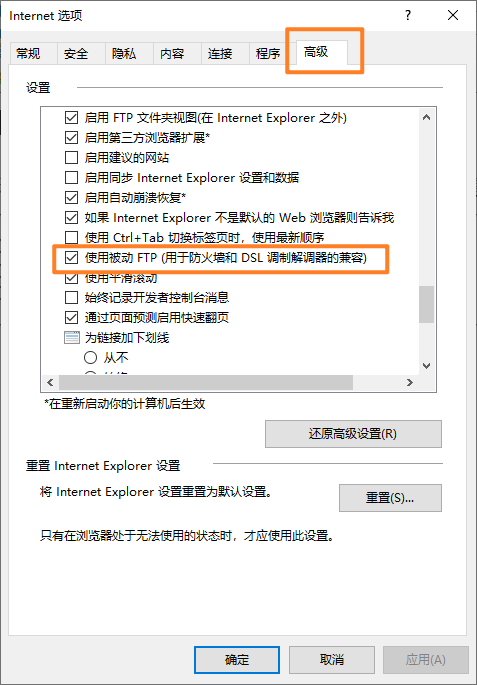 Internet 选项
?
常规 安全 隐私 内容 连接 程序 高级
设置
启用 FTP 文件夹视图(在 Internet Explorer 之外)
启用第三方浏览器扩展*
启用建议的网站
启用同步 Internet Explorer 设置和数据
启用自动崩溃恢复*
如果 Internet Explorer 不是默认的 Web 浏览器则告诉我
使用 Ctrl+Tab 切换标签页时，使用最新顺序
使用被动 FTP (用于防火墙和 DSL 调制解调器的兼容)
使用平滑滚动
始终记录开发者控制台消息
通过页面预测启用快速翻页
为链接加下划线
从不
*在重新启动你的计算机后生效
还原高级设置(R)
重置 Internet Explorer 设置
将 Internet Explorer 设置重置为默认设置。
重置(S)...
只有在浏览器处于无法使用的状态时，才应使用此设置。
确定 取消 应用(A)